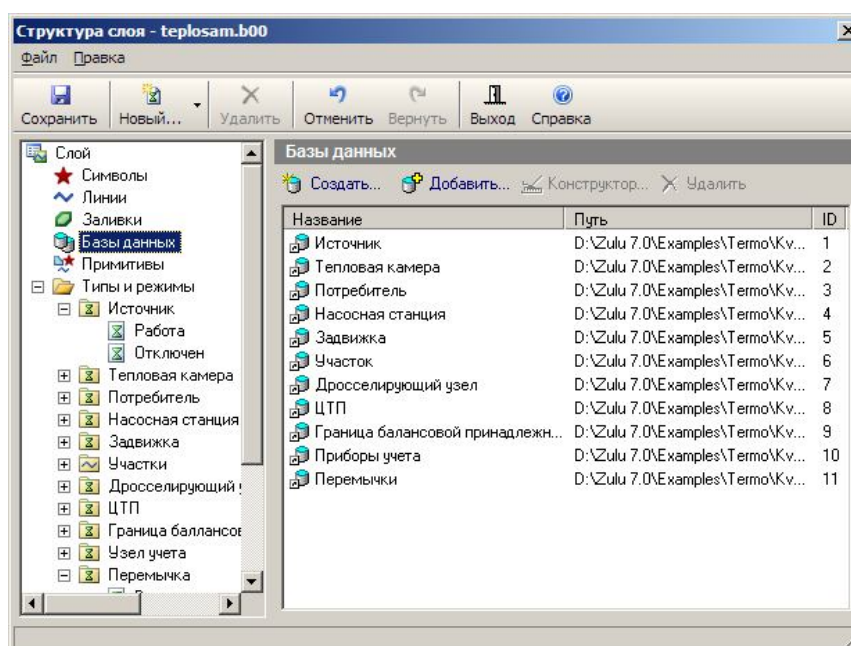 Структура слоя - teplosam.b00
Файл Правка
Сохранить Новый... Удалить Отменить Вернуть Выход Справка
Слой
Символы
Линии
Заливки
Базы данных
Примитивы
Типы и режимы
Источник
Работа
Отключен
Тепловая камера
Потребитель
Насосная станция
Задвижка
Участки
Дросселирующий
ЦТП
Граница баллансов
Узел учета
Перемычка
Базы данных
Создать... Добавить... Конструктор... Удалить
Название Путь ID
Источник D:\Zulu 7.0\Examples\Termo\Kv... 1
Тепловая камера D:\Zulu 7.0\Examples\Termo\Kv... 2
Потребитель D:\Zulu 7.0\Examples\Termo\Kv... 3
Насосная станция D:\Zulu 7.0\Examples\Termo\Kv... 4
Задвижка D:\Zulu 7.0\Examples\Termo\Kv... 5
Участок D:\Zulu 7.0\Examples\Termo\Kv... 6
Дросселирующий узел D:\Zulu 7.0\Examples\Termo\Kv... 7
ЦТП D:\Zulu 7.0\Examples\Termo\Kv... 8
Граница балансовой принадлежн... D:\Zulu 7.0\Examples\Termo\Kv... 9
Приборы учета D:\Zulu 7.0\Examples\Termo\Kv... 10
Перемычки D:\Zulu 7.0\Examples\Termo\Kv... 11